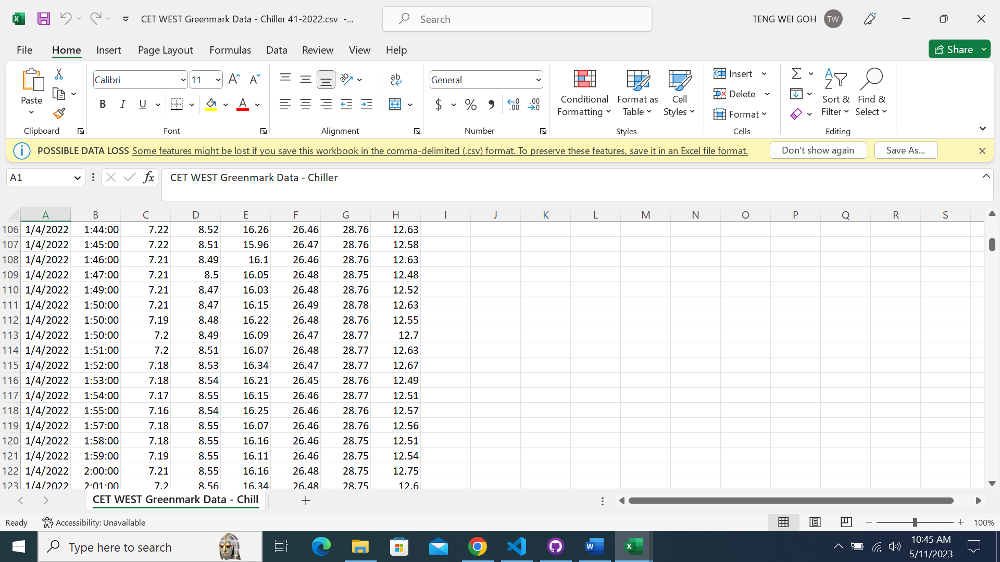 CET WEST Greenmark Data - Chiller 41-2022.csv -...
Search
TENG WEI GOH TW
File Home Insert Page Layout Formulas Data Review View Help
Share
Paste
Calibri 11
B I U
A A A
ab
General
$ % , .00 .00
Conditional Formatting
Format as Table
Cell Styles
Insert
Delete
Format
Sort & Filter
Find & Select
Clipboard Font Alignment Number Styles Cells Editing
POSSIBLE DATA LOSS Some features might be lost if you save this workbook in the comma-delimited (.csv) format. To preserve these features, save it in an Excel file format. Don't show again Save As...
A1 fx CET WEST Greenmark Data - Chiller
A B C D E F G H I J K L M N O P Q R S
106 1/4/2022 1:44:00 7.22 8.52 16.26 26.46 28.76 12.63
107 1/4/2022 1:45:00 7.22 8.51 15.96 26.47 28.76 12.58
108 1/4/2022 1:46:00 7.21 8.49 16.1 26.46 28.76 12.63
109 1/4/2022 1:47:00 7.21 8.5 16.05 26.48 28.75 12.48
110 1/4/2022 1:49:00 7.21 8.47 16.03 26.48 28.76 12.52
111 1/4/2022 1:50:00 7.21 8.47 16.15 26.49 28.78 12.63
112 1/4/2022 1:50:00 7.19 8.48 16.22 26.48 28.76 12.55
113 1/4/2022 1:50:00 7.2 8.49 16.09 26.47 28.77 12.7
114 1/4/2022 1:51:00 7.2 8.51 16.07 26.48 28.77 12.63
115 1/4/2022 1:52:00 7.18 8.53 16.34 26.47 28.77 12.67
116 1/4/2022 1:53:00 7.18 8.54 16.21 26.45 28.76 12.49
117 1/4/2022 1:54:00 7.17 8.55 16.15 26.46 28.77 12.51
118 1/4/2022 1:55:00 7.16 8.54 16.25 26.46 28.76 12.57
119 1/4/2022 1:57:00 7.18 8.55 16.07 26.46 28.76 12.56
120 1/4/2022 1:58:00 7.18 8.55 16.16 26.46 28.75 12.51
121 1/4/2022 1:59:00 7.19 8.55 16.11 26.46 28.75 12.54
122 1/4/2022 2:00:00 7.21 8.55 16.16 26.48 28.75 12.75
123 1/4/2022 2:01:00 7.2 8.56 16.34 26.48 28.75 12.6
CET WEST Greenmark Data - Chill
Ready Accessibility: Unavailable 100%
Type here to search
10:45 AM
5/11/2023